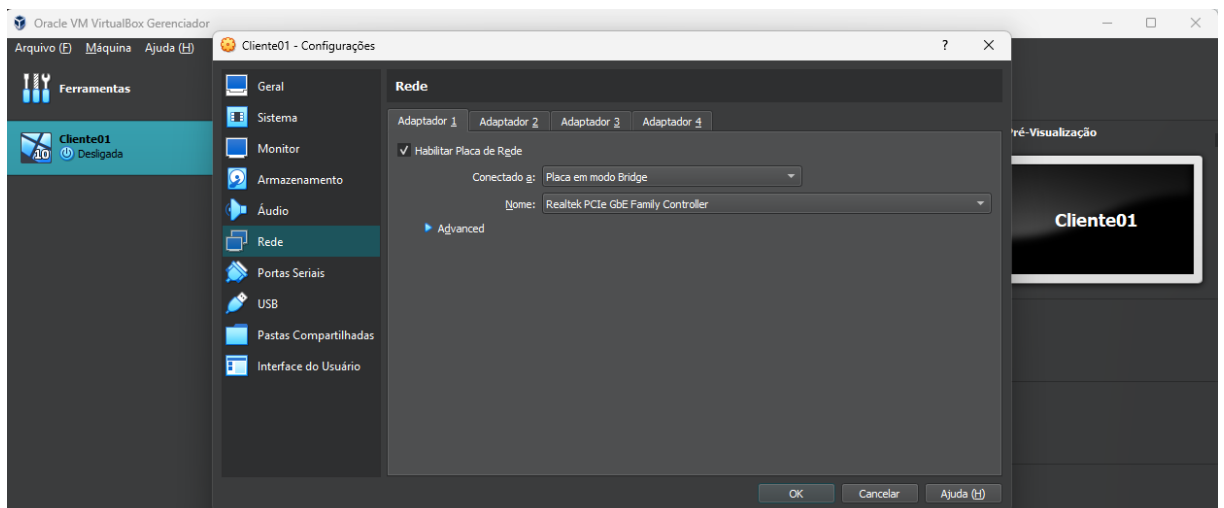 Oracle VM VirtualBox Gerenciador
Arquivo (F) Máquina Ajuda (H)
Ferramentas
Cliente01
Desligada
10
Cliente01 - Configurações
?
Geral
Sistema
Monitor
Armazenamento
Áudio
Rede
Portas Seriais
USB
Pastas Compartilhadas
Interface do Usuário
Rede
Adaptador 1 Adaptador 2 Adaptador 3 Adaptador 4
Habilitar Placa de Rede
Conectado a: Placa em modo Bridge
Nome: Realtek PCIe GbE Family Controller
Advanced
OK Cancelar Ajuda (H)
Pré-Visualização
Cliente01